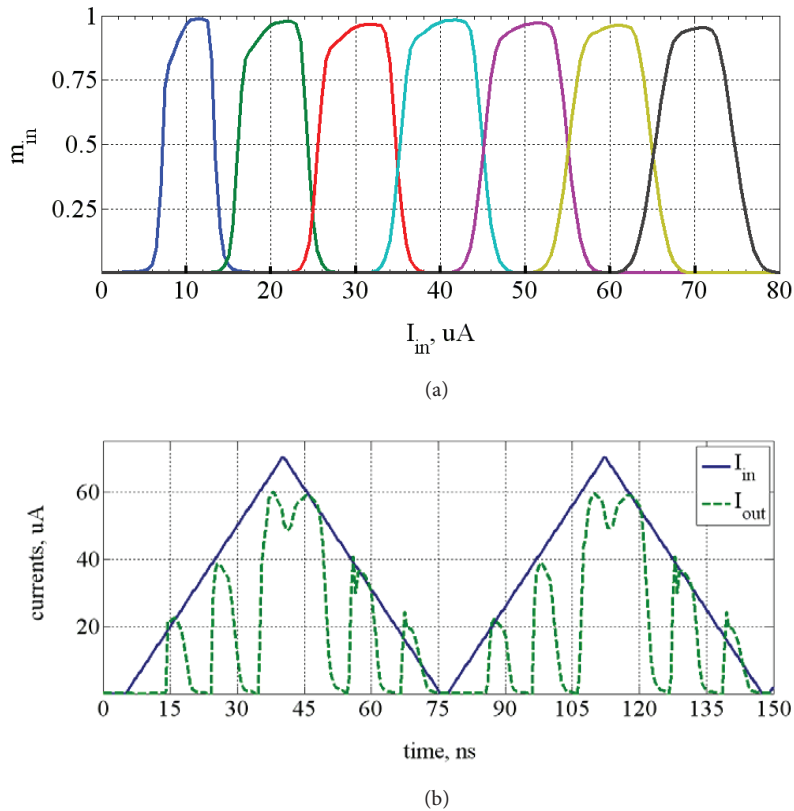 1
0.75
0.5
0.25
m_in
0 10 20 30 40 50 60 70 80
I_in, uA
(a)
60
40
20
currents, uA
I_in
I_out
0 15 30 45 60 75 90 105 120 135 150
time, ns
(b)